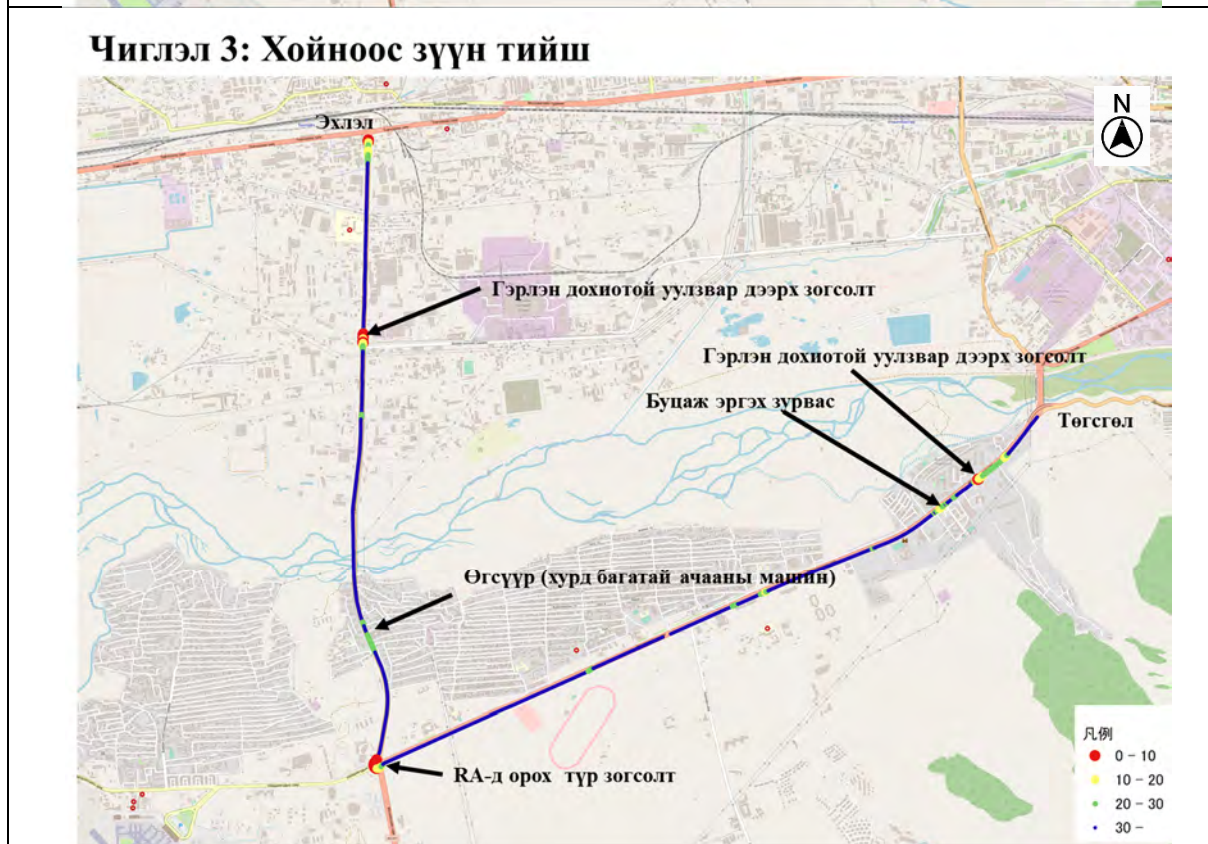 Чиглэл 3: Хойноос зүүн тийш
N
Эхлэл
Гэрлэн дохиотой уулзвар дээрх зогсолт
Гэрлэн дохиотой уулзвар дээрх зогсолт
Буцаж эргэх зурвас
Төгсгөл
Өгсүүр (хурд багатай ачааны машин)
RA-д орох түр зогсолт
凡例
0 - 10
10 - 20
20 - 30
30 -